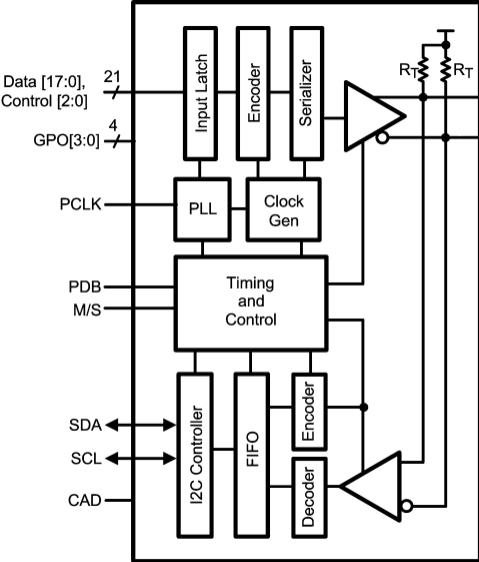 Data [17:0],
Control [2:0]
21
GPO[3:0]
4
PCLK
PDB
M/S
SDA
SCL
CAD
Input Latch
Encoder
Serializer
RT
RT
PLL
Clock
Gen
Timing
and
Control
I2C Controller
FIFO
Encoder
Decoder